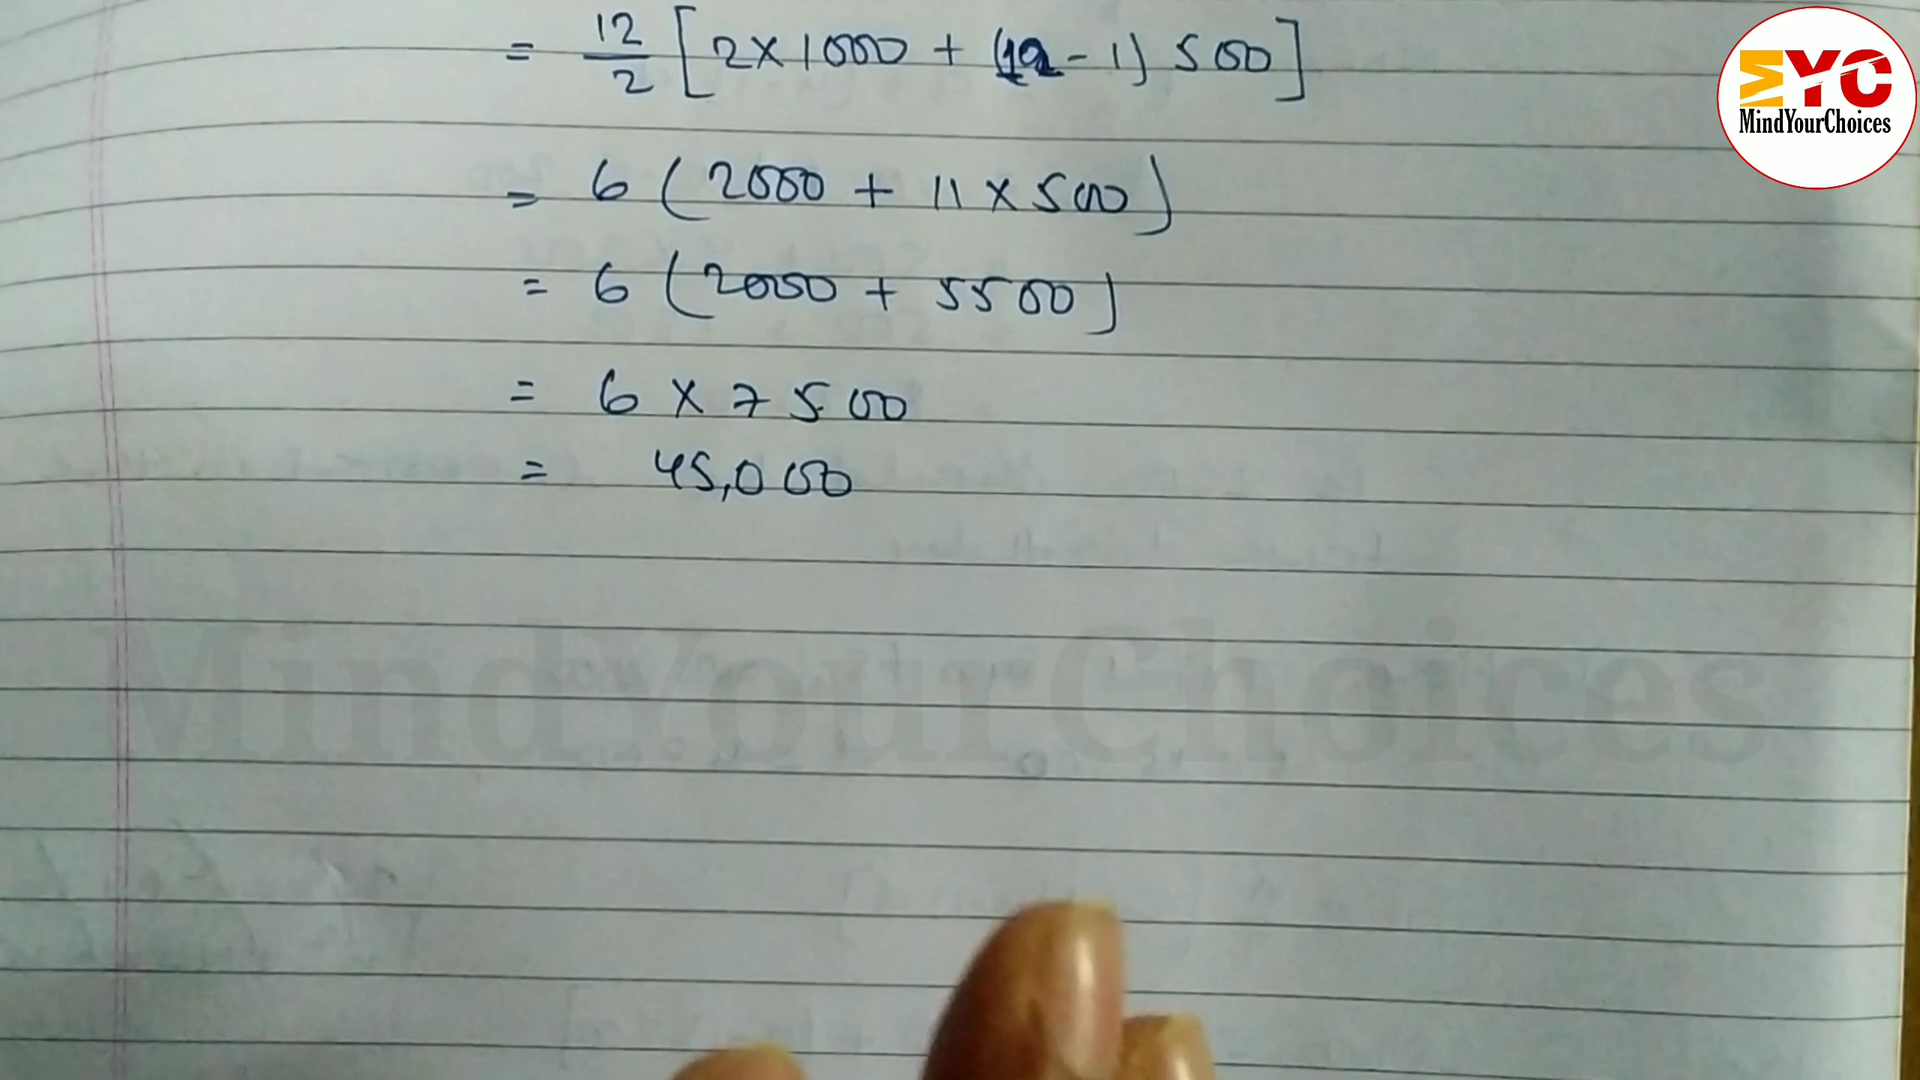 = 12/2 [2×1000 + (12-1) 500]
= 6 (2000 + 11×500)
= 6 (2000 + 5500)
= 6 × 7500
= 45,000
MYC
MindYourChoices
MindYourChoices